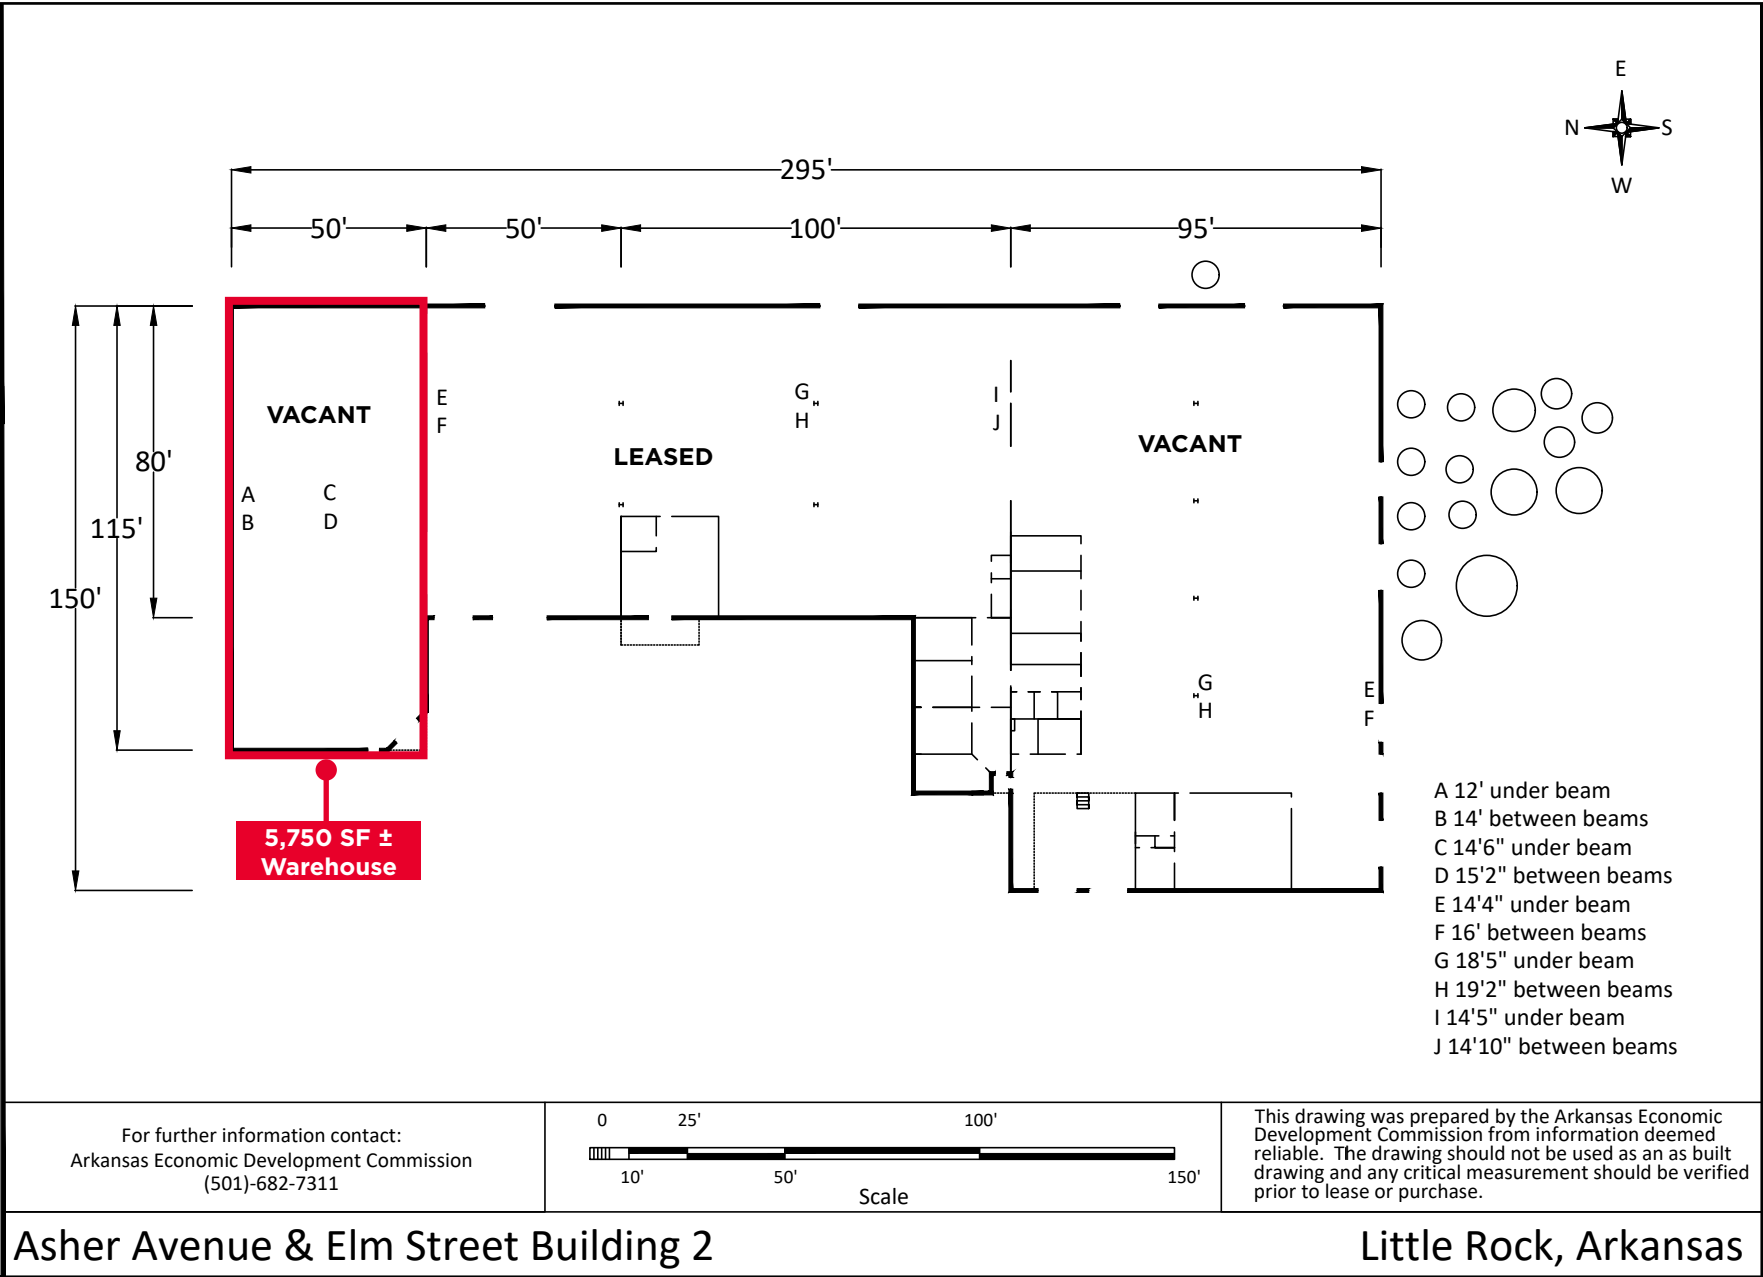 E
N S
W
295'
50' 50' 100' 95'
80'
115'
150'
VACANT
A
B
C
D
E
F
LEASED
G
H
I
J
VACANT
G
H
E
F
5,750 SF ±
Warehouse
A 12' under beam
B 14' between beams
C 14'6" under beam
D 15'2" between beams
E 14'4" under beam
F 16' between beams
G 18'5" under beam
H 19'2" between beams
I 14'5" under beam
J 14'10" between beams
For further information contact:
Arkansas Economic Development Commission
(501)-682-7311
0 25' 100'
10' 50' 150'
Scale
This drawing was prepared by the Arkansas Economic
Development Commission from information deemed
reliable. The drawing should not be used as an as built
drawing and any critical measurement should be verified
prior to lease or purchase.
Asher Avenue & Elm Street Building 2
Little Rock, Arkansas